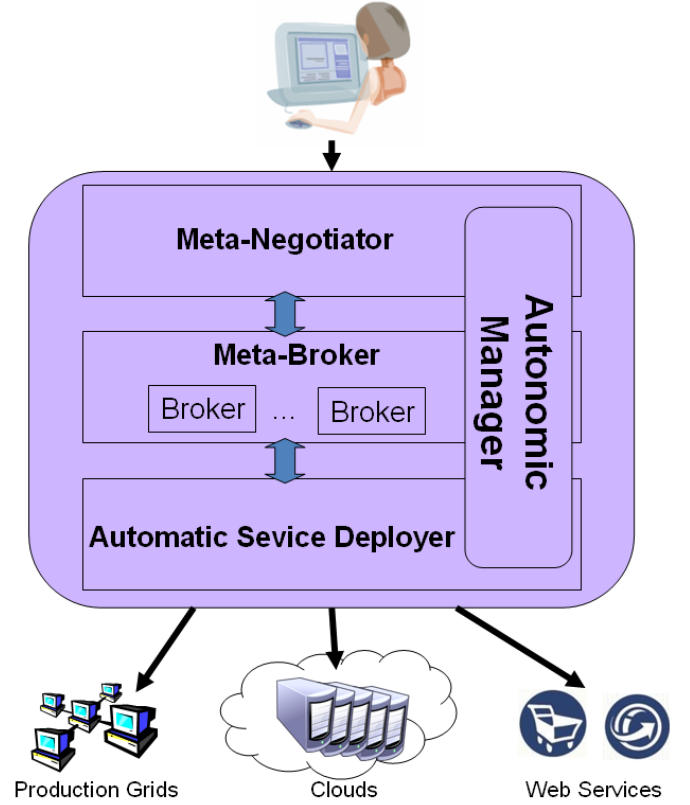 Meta-Negotiator
Autonomic
Manager
Meta-Broker
Broker ... Broker
Automatic Sevice Deployer
Production Grids
Clouds
Web Services